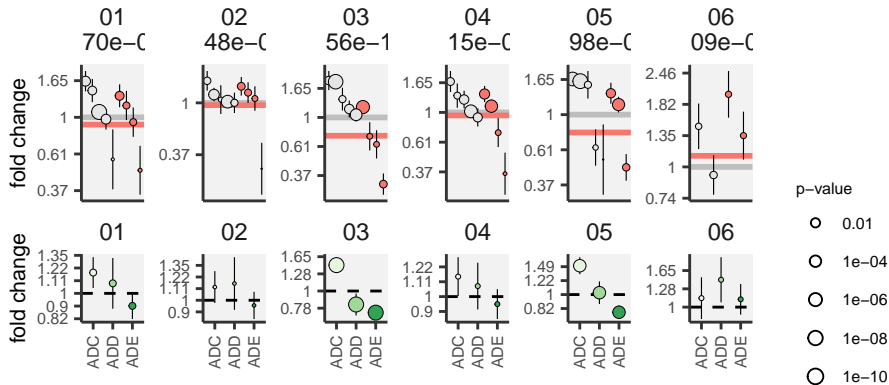 01 02 03 04 05 06
70e-0 48e-0 56e-1 15e-0 98e-0 09e-0
fold change
1.65 1 0.61 0.37
1 0.37
1.65 1 0.61 0.37
1.65 1 0.61 0.37
1.65 1 0.61 0.37
2.46 1.82 1.35 1 0.74
p-value
0.01
1e-04
1e-06
1e-08
1e-10
01 02 03 04 05 06
fold change
1.35 1.22 1.11 1 0.9 0.82
1.35 1.22 1.11 1 0.9
1.65 1.28 1 0.78
1.22 1.11 1 0.9
1.49 1.22 1 0.82
1.65 1.28 1
ADC ADD ADE
ADC ADD ADE
ADC ADD ADE
ADC ADD ADE
ADC ADD ADE
ADC ADD ADE